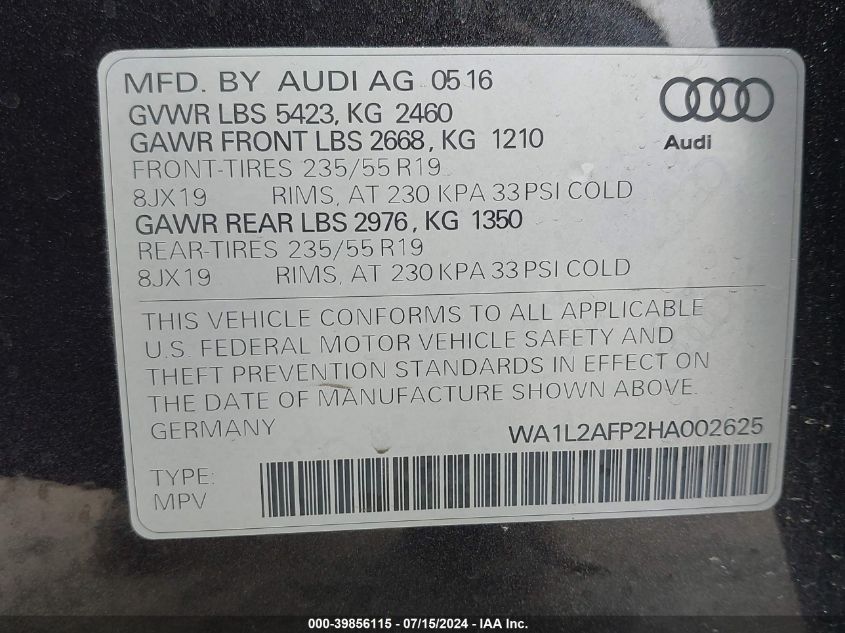 MFD. BY AUDI AG 05 16
GVWR LBS 5423, KG 2460
GAWR FRONT LBS 2668, KG 1210
FRONT-TIRES 235/55 R19
8JX19 RIMS, AT 230 KPA 33 PSI COLD
GAWR REAR LBS 2976, KG 1350
REAR-TIRES 235/55 R19
8JX19 RIMS, AT 230 KPA 33 PSI COLD
Audi
THIS VEHICLE CONFORMS TO ALL APPLICABLE
U.S. FEDERAL MOTOR VEHICLE SAFETY AND
THEFT PREVENTION STANDARDS IN EFFECT ON
THE DATE OF MANUFACTURE SHOWN ABOVE.
GERMANY WA1L2AFP2HA002625
TYPE:
MPV
000-39856115 - 07/15/2024 - IAA Inc.